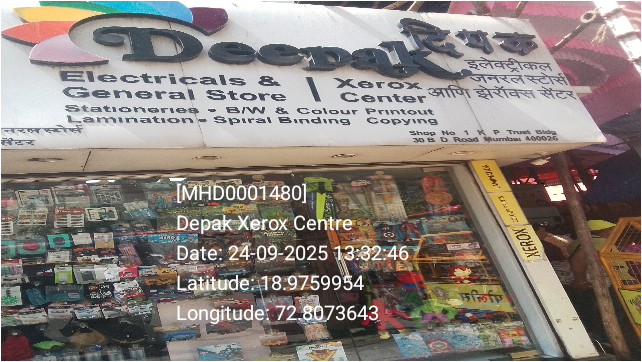 Deepak दिपक
Electricals &
General Store
Xerox
Center
इलेक्ट्रीकल
जनरल स्टोर्स
आणि झेरॉक्स सेंटर
Stationeries - B/W & Colour Printout
Lamination - Spiral Binding Copying
Shop No 1 K P Trust Bldg
30 B D Road Mumbai 400026
जनरल स्टोर्स
सेंटर
XEROX
[MHD0001480]
Depak Xerox Centre
Date: 24-09-2025 13:32:46
Latitude: 18.9759954
Longitude: 72.8073643